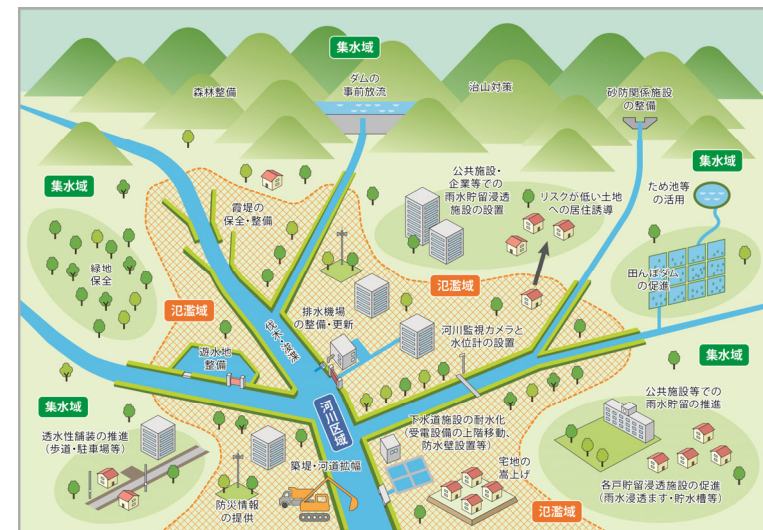 集水域
森林整備
ダムの
事前放流
治山対策
砂防関係施設
の整備
集水域
集水域
公共施設・
企業等での
雨水貯留浸透
施設の設置
リスクが低い土地
への居住誘導
ため池等
の活用
霞堤の
保全・整備
緑地
保全
田んぼダム
の促進
氾濫域
氾濫域
排水機場
の整備・更新
伐木・浚渫
河川監視カメラと
水位計の設置
遊水地
整備
集水域
集水域
河川区域
公共施設等での
雨水貯留の推進
透水性舗装の推進
（歩道・駐車場等）
下水道施設の耐水化
（受電設備の上階移動、
防水壁設置等）
築堤・河道拡幅
宅地の
嵩上げ
各戸貯留浸透施設の促進
（雨水浸透ます・貯水槽等）
防災情報
の提供
氾濫域